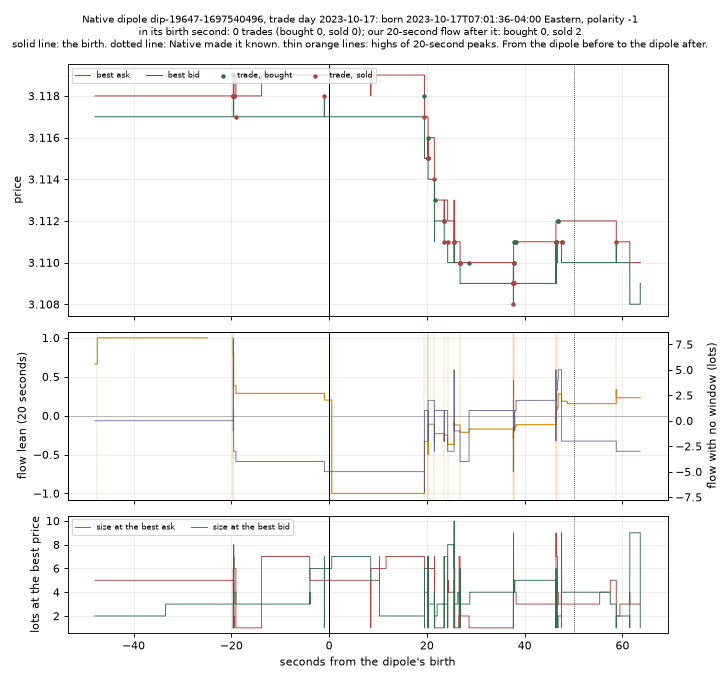 Native dipole dip-19647-1697540496, trade day 2023-10-17: born 2023-10-17T07:01:36-04:00 Eastern, polarity -1
in its birth second: 0 trades (bought 0, sold 0); our 20-second flow after it: bought 0, sold 2
solid line: the birth. dotted line: Native made it known. thin orange lines: highs of 20-second peaks. From the dipole before to the dipole after.
best ask
best bid
trade, bought
trade, sold
3.118
3.116
3.114
3.112
3.110
3.108
price
1.0
0.5
0.0
−0.5
−1.0
flow lean (20 seconds)
7.5
5.0
2.5
0.0
−2.5
−5.0
−7.5
flow with no window (lots)
size at the best ask
size at the best bid
10
8
6
4
2
lots at the best price
−40
−20
0
20
40
60
seconds from the dipole's birth